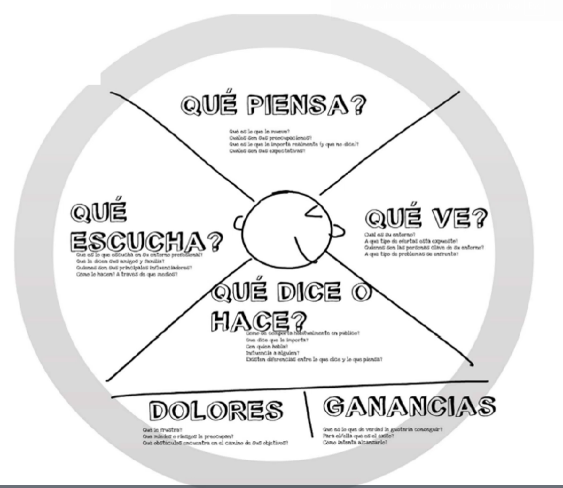 QUÉ PIENSA?
Que es lo que le mueve?
Cuales son sus preocupaciones?
Que es lo que le importa realmente (y que no dice)?
Cuales son sus expectativas?
QUÉ
ESCUCHA?
Que es lo que escucha en su entorno profesional?
Que le dicen sus amigos y familia?
Quienes son sus principales influenciadores?
Como lo hacen? A través de que medios?
QUÉ VE?
Cual es su entorno?
A que tipo de ofertas está expuesto?
Quienes son las personas clave de su entorno?
A que tipo de problemas se enfrenta?
QUÉ DICE O
HACE?
Como se comporta habitualmente en público?
Que dice que le importa?
Con quien habla?
Influencia a alguien?
Existen diferencias entre lo que dice y lo que piensa?
DOLORES
Que le frustra?
Que miedos o riesgos le preocupan?
Que obstáculos encuentra en el camino de sus objetivos?
GANANCIAS
Que es lo que de verdad le gustaría conseguir?
Para él/ella que es el éxito?
Como intenta alcanzarlo?